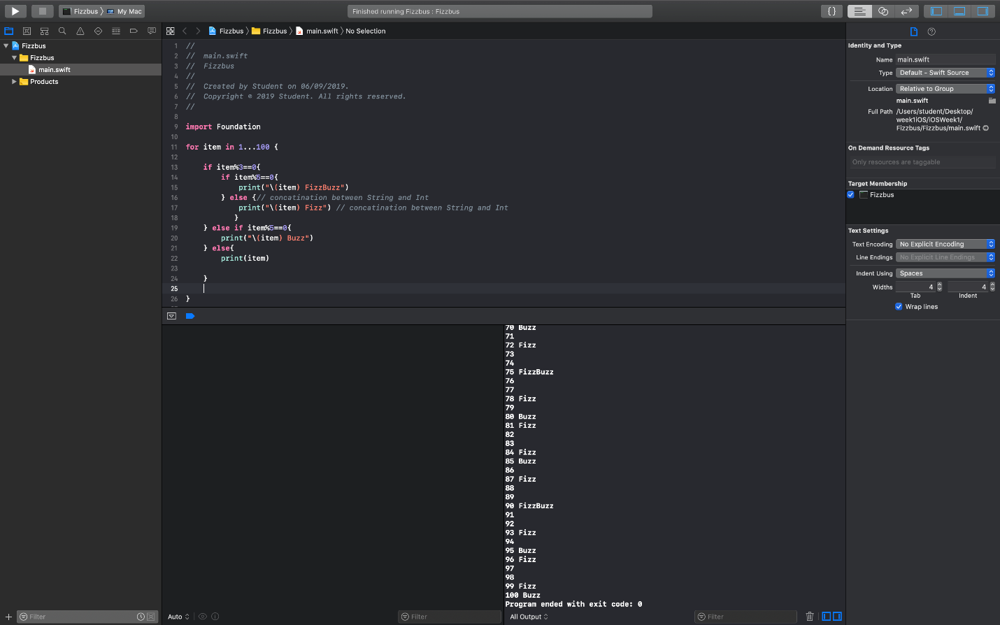 Fizzbus 〉 My Mac
Finished running Fizzbus : Fizzbus
{}
Fizzbus
Fizzbus
main.swift
Products
Filter
Fizzbus 〉 Fizzbus 〉 main.swift 〉 No Selection
1 //
2 //  main.swift
3 //  Fizzbus
4 //
5 //  Created by Student on 06/09/2019.
6 //  Copyright © 2019 Student. All rights reserved.
7 //
8
9 import Foundation
10
11 for item in 1...100 {
12
13     if item%3==0{
14         if item%5==0{
15             print("\(item) FizzBuzz")
16         } else {// concatination between String and Int
17             print("\(item) Fizz") // concatination between String and Int
18            }
19     } else if item%5==0{
20         print("\(item) Buzz")
21     } else{
22         print(item)
23
24     }
25
26 }
70 Buzz
71
72 Fizz
73
74
75 FizzBuzz
76
77
78 Fizz
79
80 Buzz
81 Fizz
82
83
84 Fizz
85 Buzz
86
87 Fizz
88
89
90 FizzBuzz
91
92
93 Fizz
94
95 Buzz
96 Fizz
97
98
99 Fizz
100 Buzz
Program ended with exit code: 0
Auto
Filter
All Output
Filter
Identity and Type
Name main.swift
Type Default - Swift Source
Location Relative to Group
main.swift
Full Path /Users/student/Desktop/
week1iOS/iOSWeek1/
Fizzbus/Fizzbus/main.swift
On Demand Resource Tags
Only resources are taggable
Target Membership
Fizzbus
Text Settings
Text Encoding No Explicit Encoding
Line Endings No Explicit Line Endings
Indent Using Spaces
Widths 4 4
Tab Indent
Wrap lines